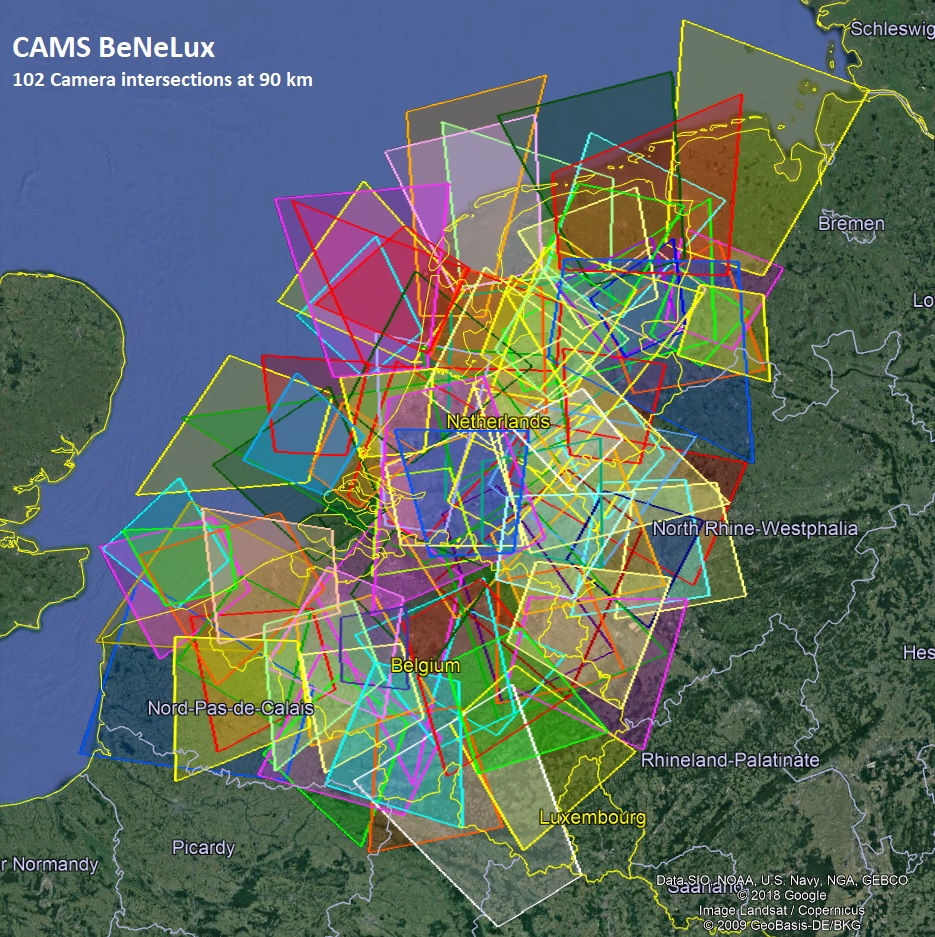 CAMS BeNeLux
102 Camera intersections at 90 km
Schleswig
Bremen
Lo
Netherlands
North Rhine-Westphalia
Hes
Belgium
Nord-Pas-de-Calais
Rhineland-Palatinate
Luxembourg
Picardy
r Normandy
Data SIO, NOAA, U.S. Navy, NGA, GEBCO
Saarland
© 2018 Google
Image Landsat / Copernicus
© 2009 GeoBasis-DE/BKG